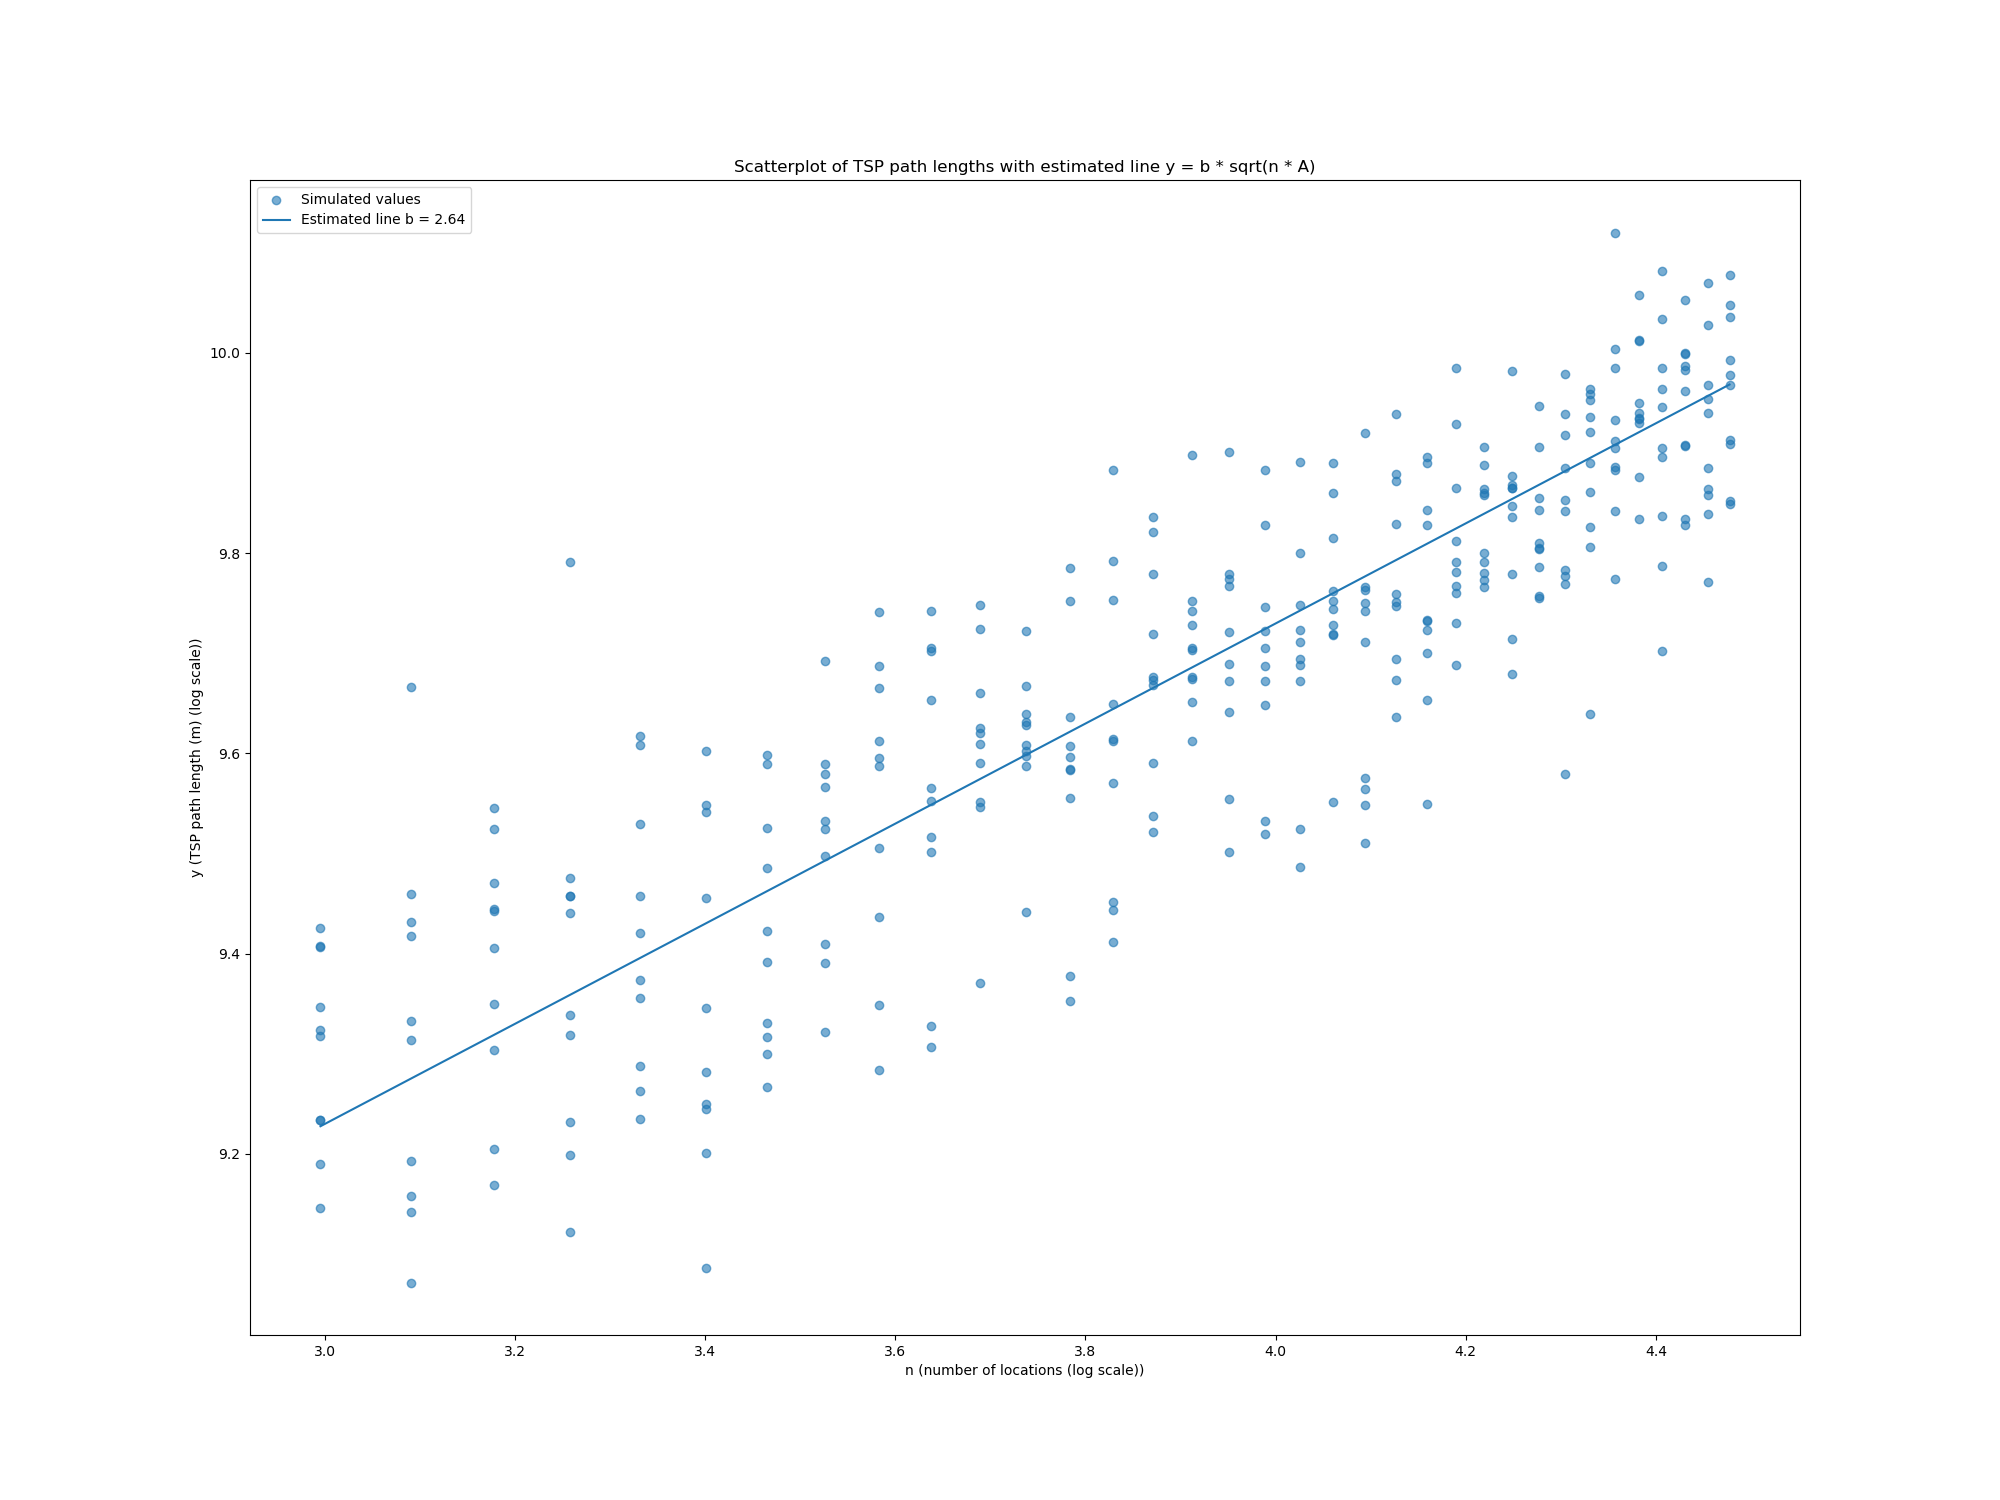 Scatterplot of TSP path lengths with estimated line y = b * sqrt(n * A)
Simulated values
Estimated line b = 2.64
10.0
9.8
9.6
9.4
9.2
y (TSP path length (m) (log scale))
3.0 3.2 3.4 3.6 3.8 4.0 4.2 4.4
n (number of locations (log scale))